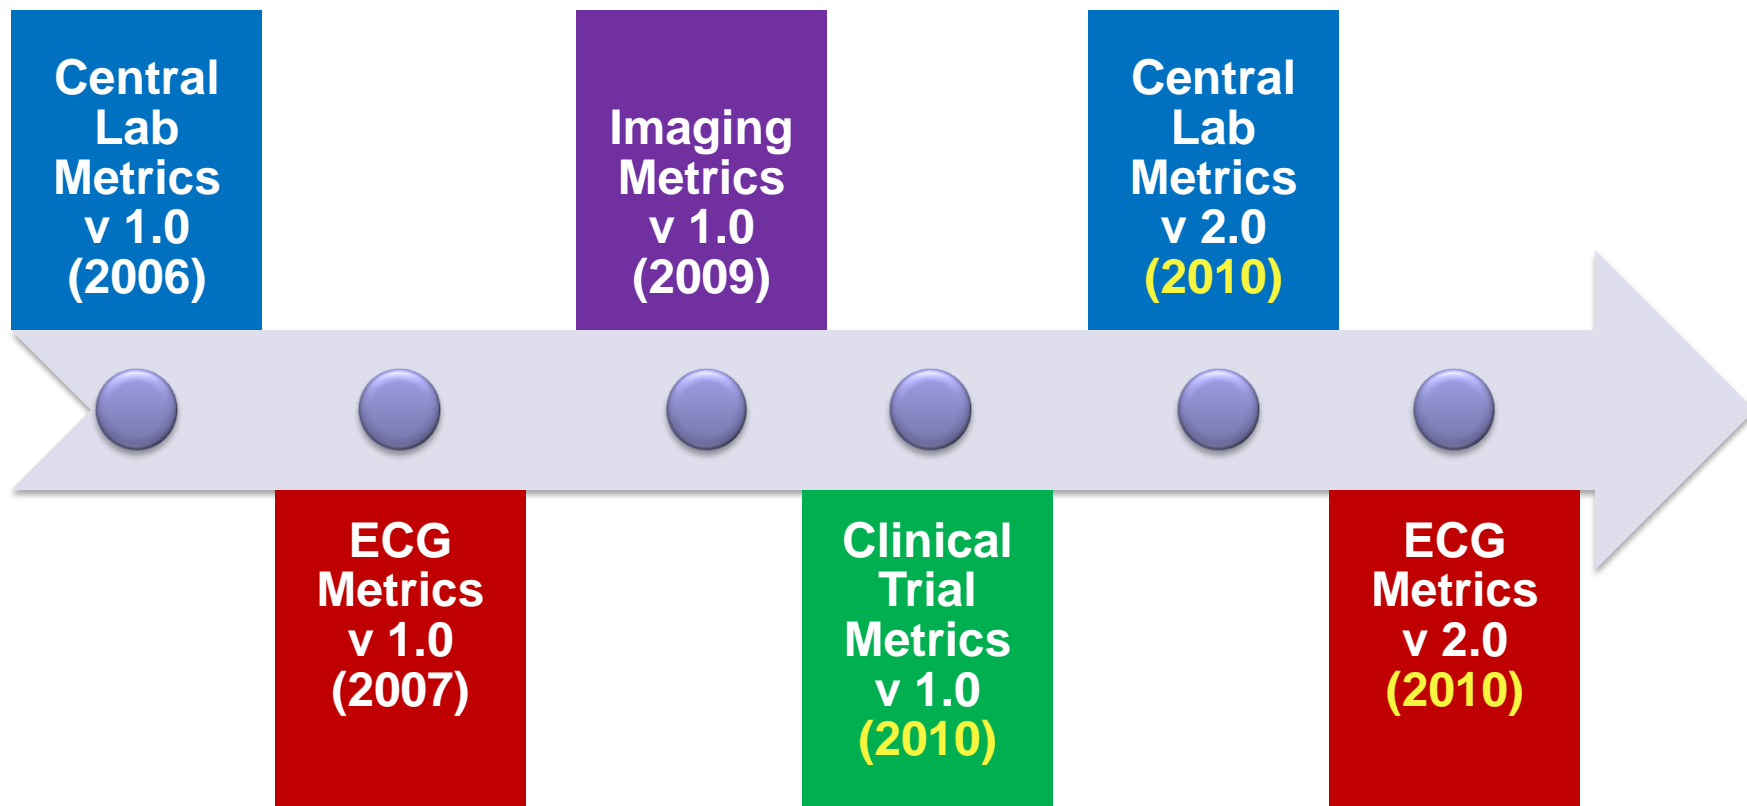 Central
Lab
Metrics
v 1.0
(2006)
ECG
Metrics
v 1.0
(2007)
Imaging
Metrics
v 1.0
(2009)
Clinical
Trial
Metrics
v 1.0
(2010)
Central
Lab
Metrics
v 2.0
(2010)
ECG
Metrics
v 2.0
(2010)